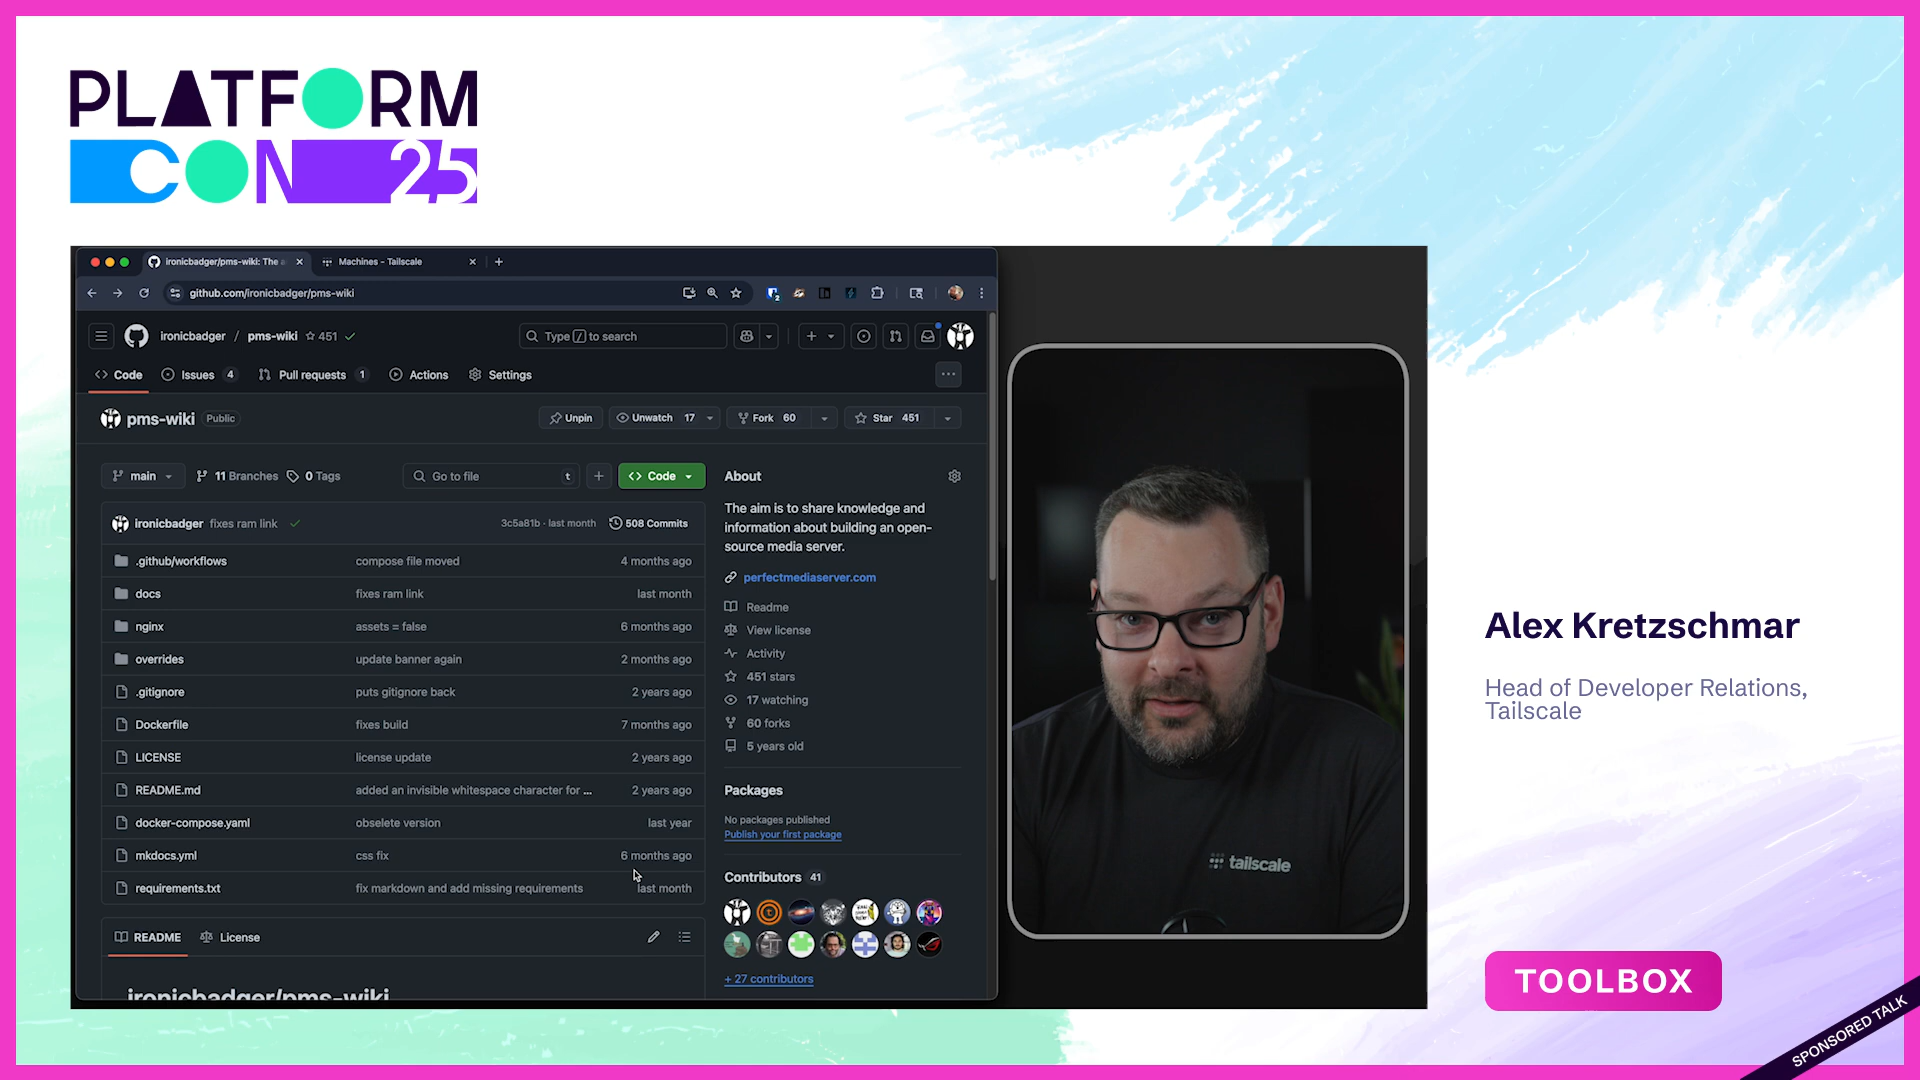 PLATFORM
CON 25
ironicbadger/pms-wiki: The a
Machines - Tailscale
github.com/ironicbadger/pms-wiki
ironicbadger / pms-wiki 451
Type / to search
Code
Issues 4
Pull requests 1
Actions
Settings
pms-wiki Public
Unpin
Unwatch 17
Fork 60
Star 451
main
11 Branches
0 Tags
Go to file t
Code
ironicbadger fixes ram link 3c5a81b · last month 508 Commits
.github/workflows compose file moved 4 months ago
docs fixes ram link last month
nginx assets = false 6 months ago
overrides update banner again 2 months ago
.gitignore puts gitignore back 2 years ago
Dockerfile fixes build 7 months ago
LICENSE license update 2 years ago
README.md added an invisible whitespace character for ... 2 years ago
docker-compose.yaml obselete version last year
mkdocs.yml css fix 6 months ago
requirements.txt fix markdown and add missing requirements last month
README
License
ironicbadger/pms-wiki
About
The aim is to share knowledge and
information about building an open-
source media server.
perfectmediaserver.com
Readme
View license
Activity
451 stars
17 watching
60 forks
5 years old
Packages
No packages published
Publish your first package
Contributors 41
+ 27 contributors
tailscale
Alex Kretzschmar
Head of Developer Relations,
Tailscale
TOOLBOX
SPONSORED TALK